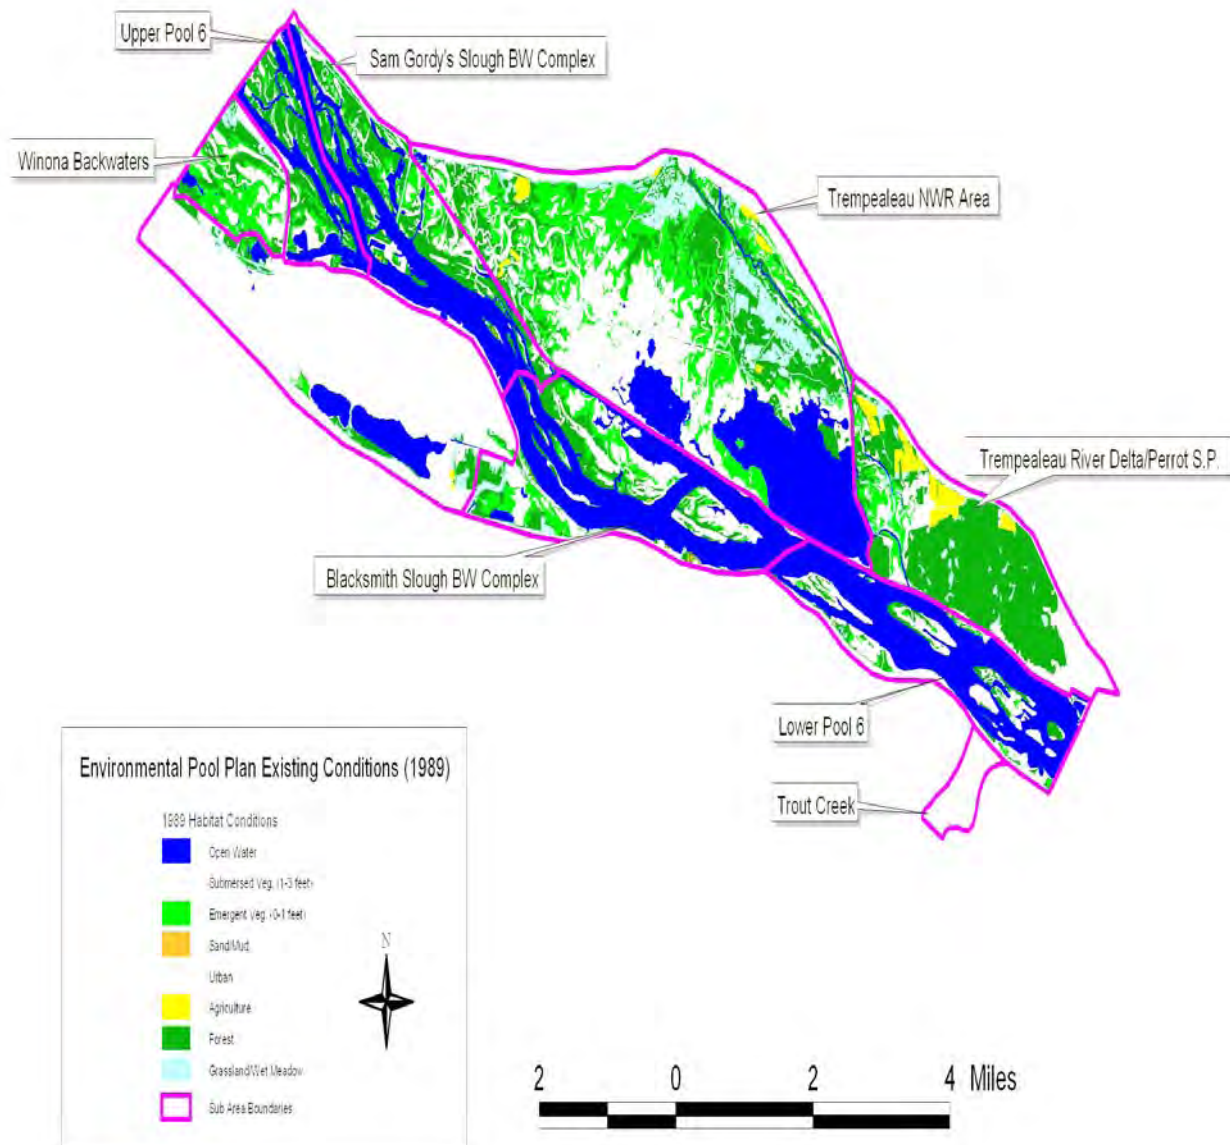 Upper Pool 6
Sam Gordy's Slough BW Complex
Winona Backwaters
Trempealeau NWR Area
Trempealeau River Delta/Perrot S.P.
Blacksmith Slough BW Complex
Lower Pool 6
Trout Creek
Environmental Pool Plan Existing Conditions (1989)
1989 Habitat Conditions
Open Water
Submersed Veg. (1-3 feet)
Emergent Veg. (0-1 feet)
Sand/Mud
Urban
Agriculture
Forest
Grassland/Wet Meadow
Sub Area Boundaries
N
2 0 2 4 Miles